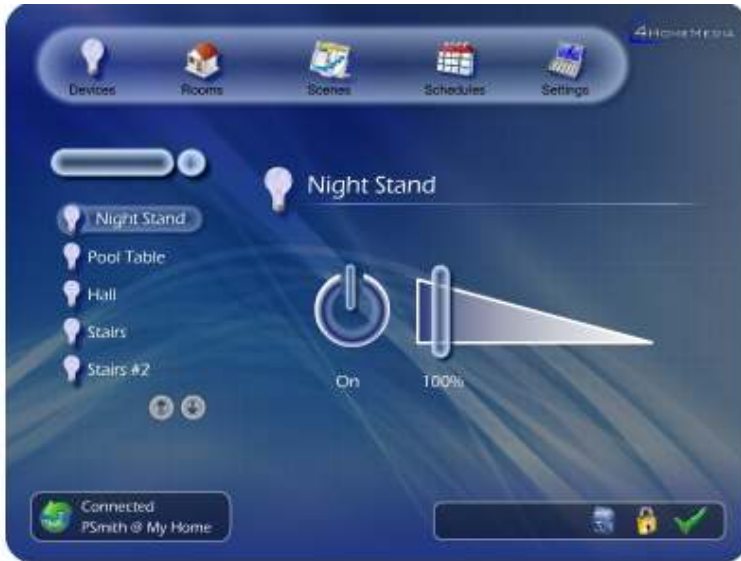 4HOMEMEDIA
Devices
Rooms
Scenes
Schedules
Settings
Night Stand
Night Stand
Pool Table
Hall
Stairs
Stairs #2
On
100%
Connected
PSmith @ My Home